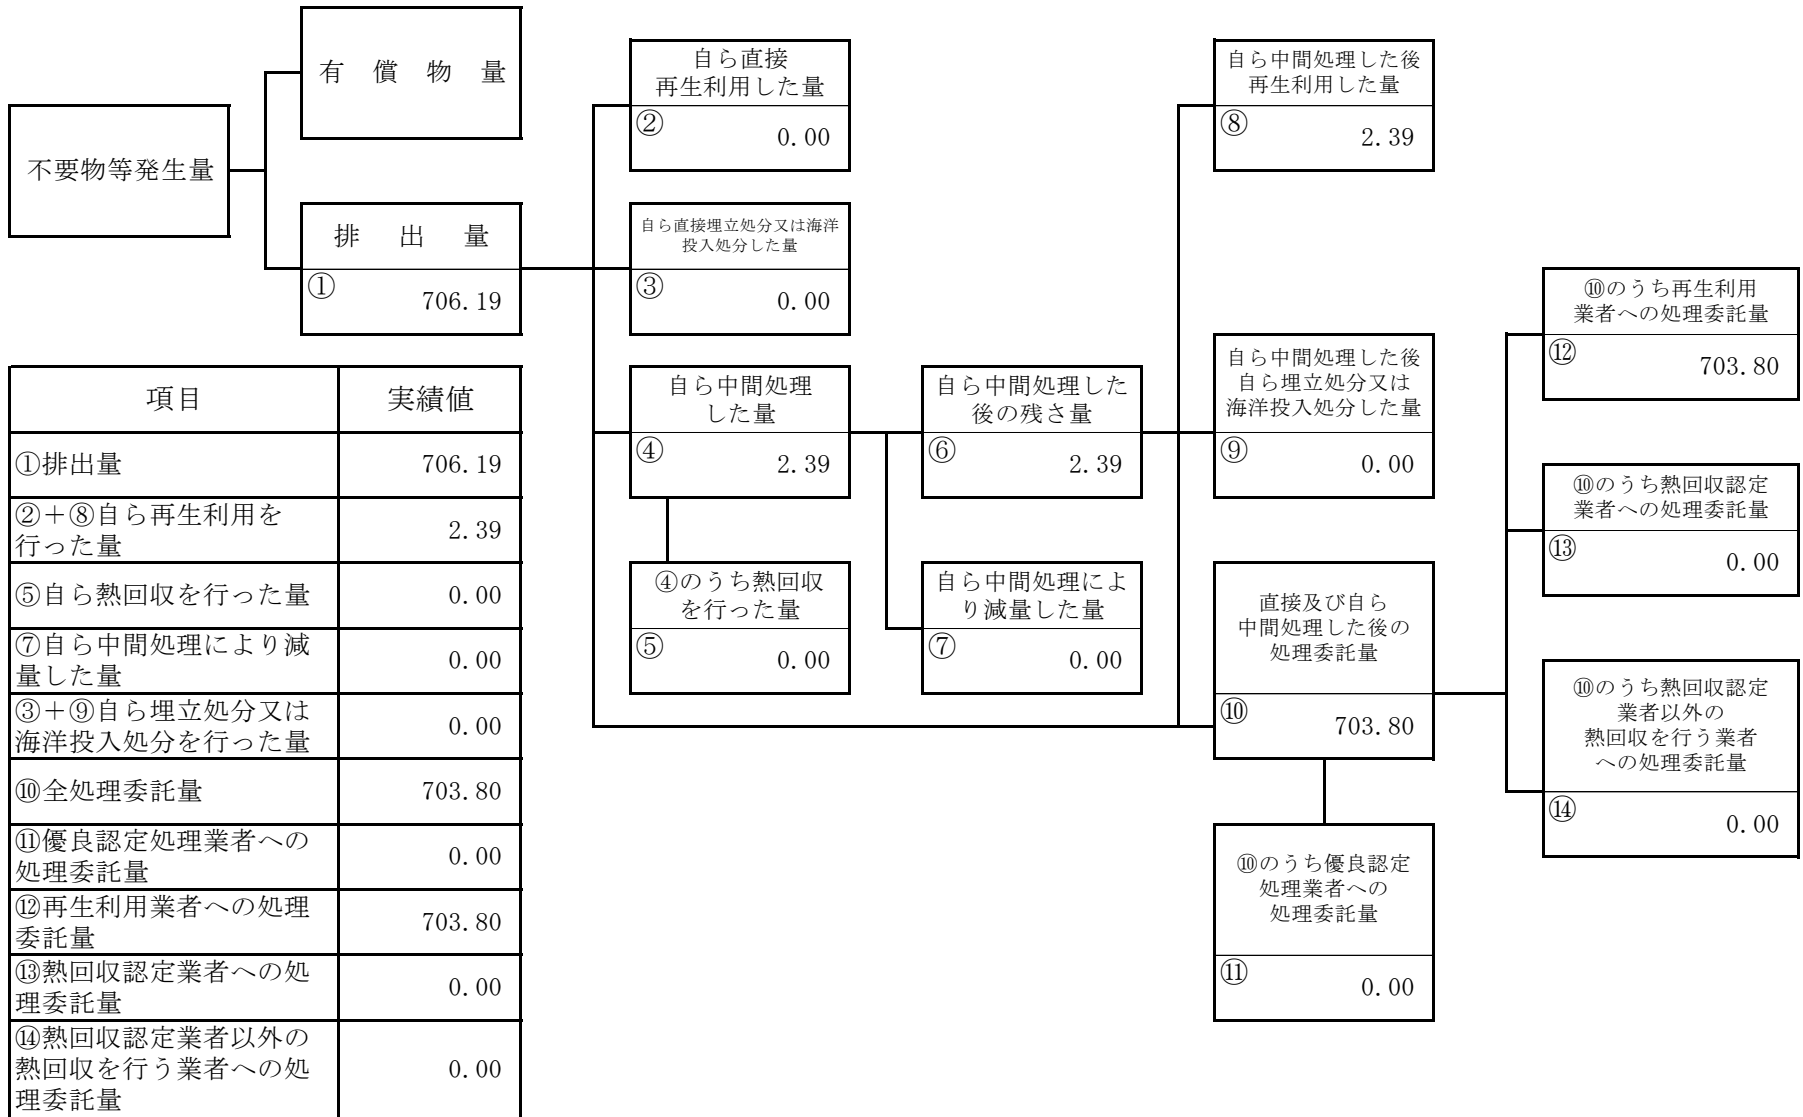 有 償 物 量
不要物等発生量
排 出 量
①
706.19
自ら直接
再生利用した量
②
0.00
自ら直接埋立処分又は海洋
投入処分した量
③
0.00
自ら中間処理
した量
④
2.39
④のうち熱回収
を行った量
⑤
0.00
自ら中間処理した
後の残さ量
⑥
2.39
自ら中間処理によ
り減量した量
⑦
0.00
自ら中間処理した後
再生利用した量
⑧
2.39
自ら中間処理した後
自ら埋立処分又は
海洋投入処分した量
⑨
0.00
直接及び自ら
中間処理した後の
処理委託量
⑩
703.80
⑩のうち優良認定
処理業者への
処理委託量
⑪
0.00
⑩のうち再生利用
業者への処理委託量
⑫
703.80
⑩のうち熱回収認定
業者への処理委託量
⑬
0.00
⑩のうち熱回収認定
業者以外の
熱回収を行う業者
への処理委託量
⑭
0.00
項目 実績値
①排出量 706.19
②+⑧自ら再生利用を
行った量 2.39
⑤自ら熱回収を行った量 0.00
⑦自ら中間処理により減
量した量 0.00
③+⑨自ら埋立処分又は
海洋投入処分を行った量 0.00
⑩全処理委託量 703.80
⑪優良認定処理業者への
処理委託量 0.00
⑫再生利用業者への処理
委託量 703.80
⑬熱回収認定業者への処
理委託量 0.00
⑭熱回収認定業者以外の
熱回収を行う業者への処 0.00
理委託量